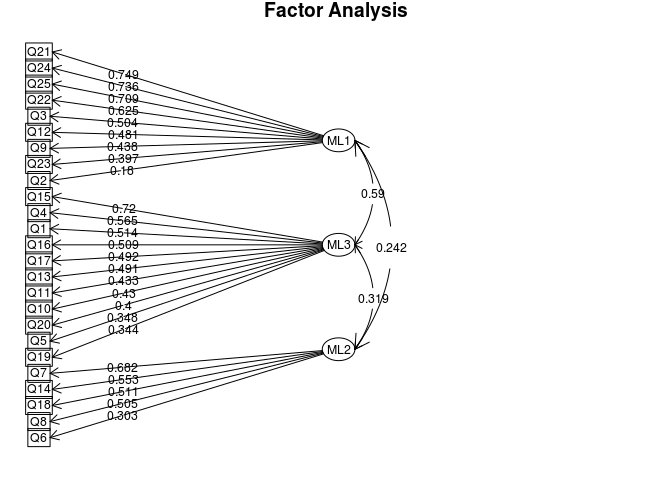 Factor Analysis
Q21
Q24
Q25
Q22
Q3
Q12
Q9
Q23
Q2
Q15
Q4
Q1
Q16
Q17
Q13
Q11
Q10
Q20
Q5
Q19
Q7
Q14
Q18
Q8
Q6
0.749
0.736
0.709
0.625
0.504
0.481
0.438
0.397
0.18
0.72
0.565
0.514
0.509
0.492
0.491
0.433
0.43
0.4
0.348
0.344
0.682
0.553
0.511
0.505
0.303
ML1
ML3
ML2
0.59
0.242
0.319